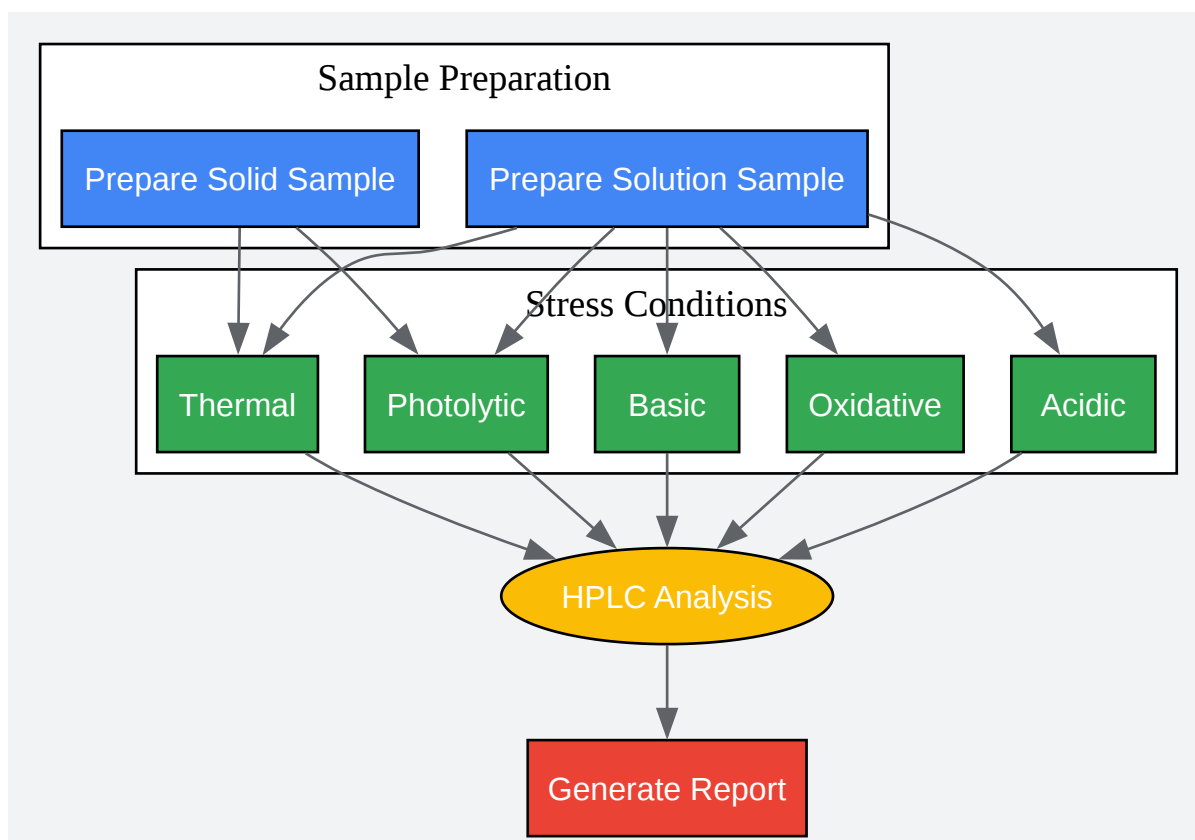 Sample Preparation
Prepare Solid Sample
Prepare Solution Sample
Stress Conditions
Thermal
Photolytic
Basic
Oxidative
Acidic
HPLC Analysis
Generate Report